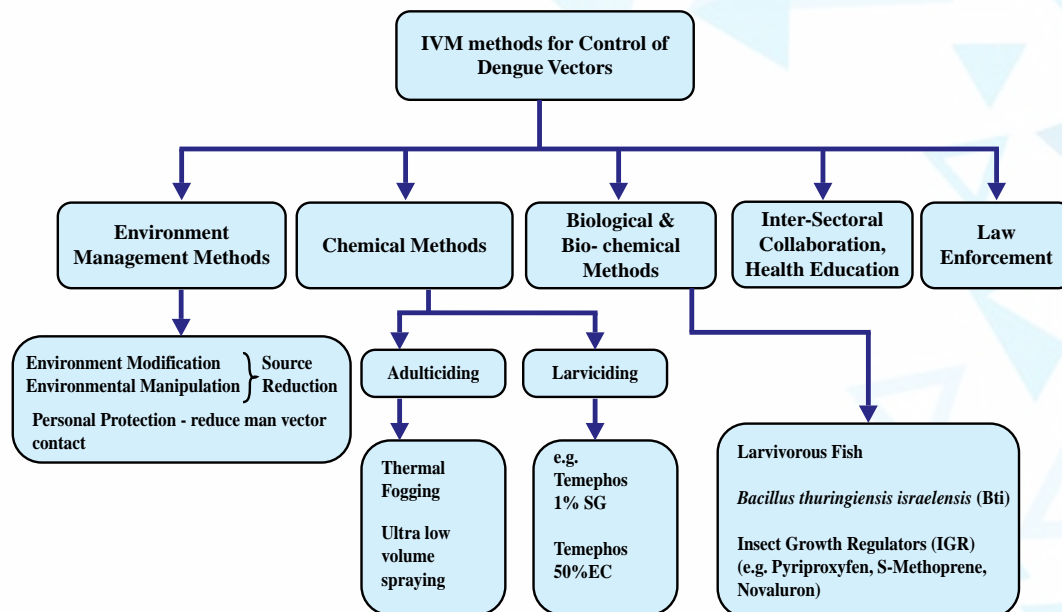 IVM methods for Control of
Dengue Vectors
Environment
Management Methods
Chemical Methods
Biological &
Bio- chemical
Methods
Inter-Sectoral
Collaboration,
Health Education
Law
Enforcement
Environment Modification
Environmental Manipulation
Source
Reduction
Personal Protection - reduce man vector
contact
Adulticiding
Larviciding
Thermal
Fogging
Ultra low
volume
spraying
e.g.
Temephos
1% SG
Temephos
50%EC
Larvivorous Fish
Bacillus thuringiensis israelensis (Bti)
Insect Growth Regulators (IGR)
(e.g. Pyriproxyfen, S-Methoprene,
Novaluron)